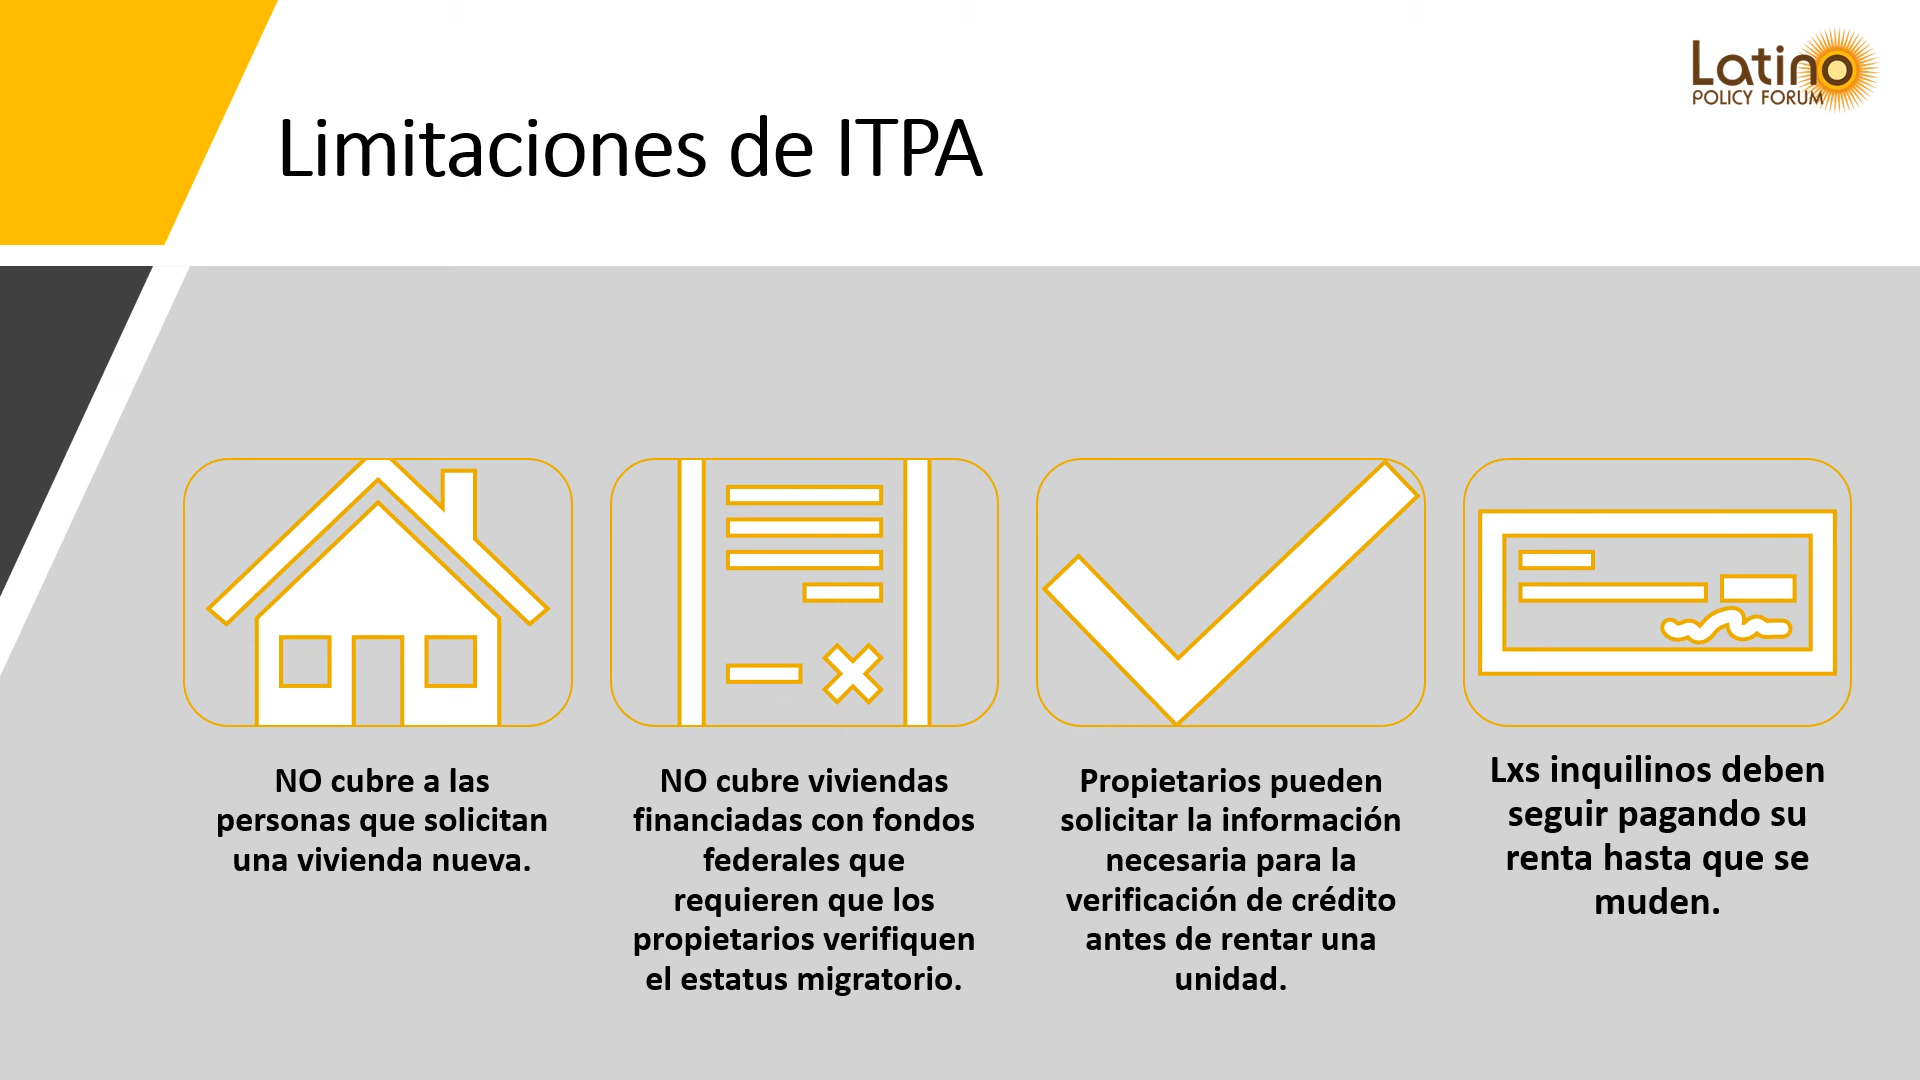 Latino
POLICY FORUM
Limitaciones de ITPA
NO cubre a las
personas que solicitan
una vivienda nueva.
NO cubre viviendas
financiadas con fondos
federales que
requieren que los
propietarios verifiquen
el estatus migratorio.
Propietarios pueden
solicitar la información
necesaria para la
verificación de crédito
antes de rentar una
unidad.
Lxs inquilinos deben
seguir pagando su
renta hasta que se
muden.